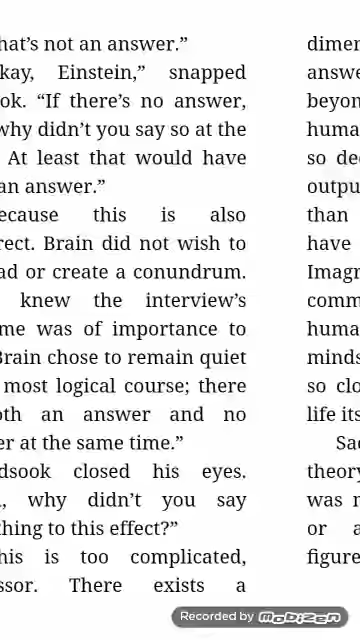 hat's not an answer.”
kay, Einstein,” snapped
ok. “If there's no answer,
why didn't you say so at the
At least that would have
an answer.”
ecause this is also
rect. Brain did not wish to
ad or create a conundrum.
knew the interview's
me was of importance to
Brain chose to remain quiet
most logical course; there
oth an answer and no
er at the same time.”
dsook closed his eyes.
, why didn't you say
thing to this effect?”
his is too complicated,
ssor. There exists a
dimen
answe
beyon
huma
so de
outpu
than
have
Imagr
comm
huma
minds
so clo
life its
Sac
theory
was n
or a
figure
Recorded by MOBIZEN